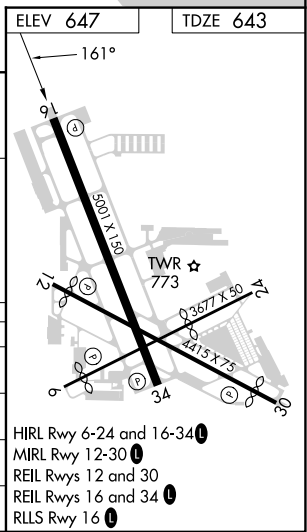 ELEV 647
TDZE 643
161°
16
P
5001 X 150
TWR
773
12
P
3677 X 50
24
4415 X 75
P
P
P
6
34
30
HIRL Rwy 6-24 and 16-34 L
MIRL Rwy 12-30 L
REIL Rwys 12 and 30
REIL Rwys 16 and 34 L
RLLS Rwy 16 L